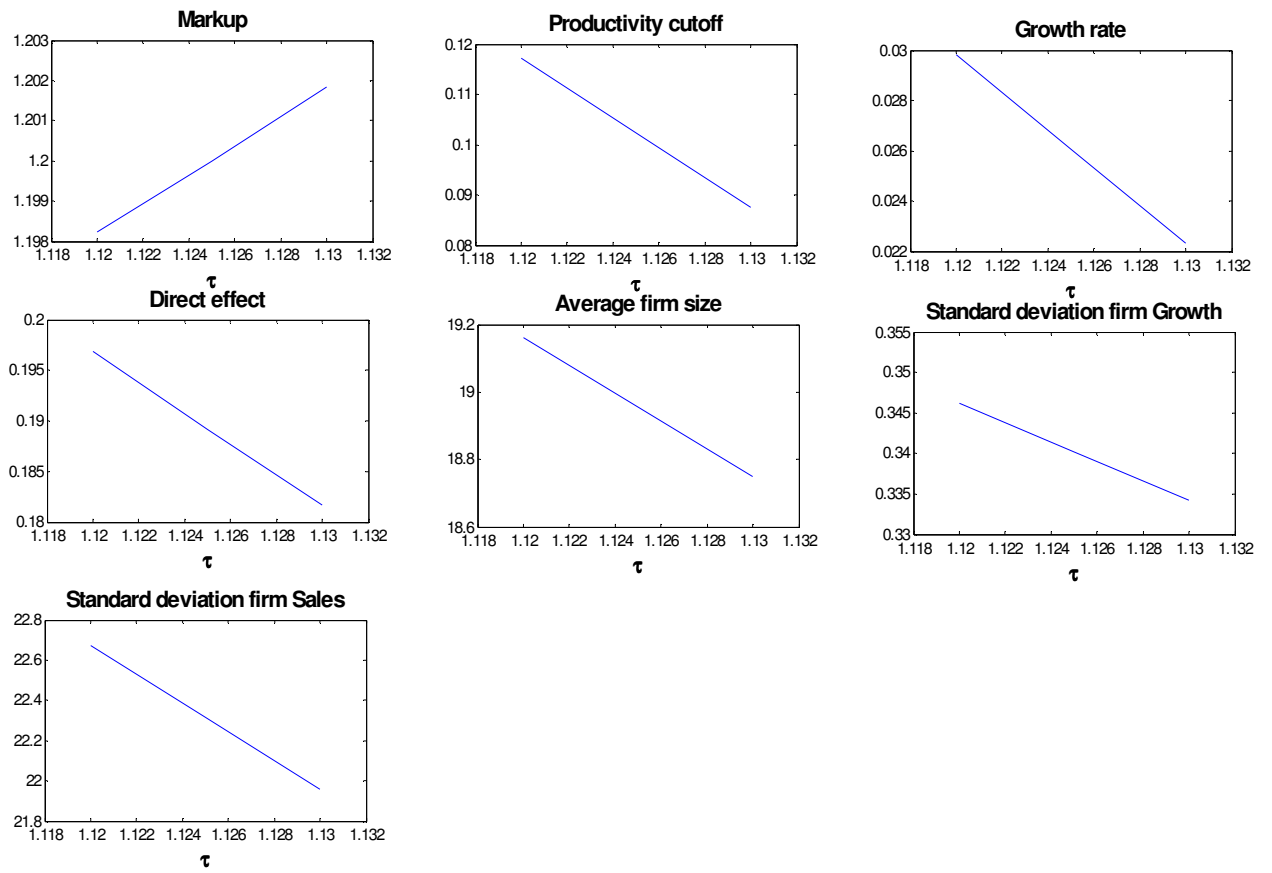 Markup
1.203
1.202
1.201
1.2
1.199
1.198
1.118 1.12 1.122 1.124 1.126 1.128 1.13 1.132
τ
Productivity cutoff
0.12
0.11
0.1
0.09
0.08
1.118 1.12 1.122 1.124 1.126 1.128 1.13 1.132
τ
Growth rate
0.03
0.028
0.026
0.024
0.022
1.118 1.12 1.122 1.124 1.126 1.128 1.13 1.132
τ
Direct effect
0.2
0.195
0.19
0.185
0.18
1.118 1.12 1.122 1.124 1.126 1.128 1.13 1.132
τ
Average firm size
19.2
19
18.8
18.6
1.118 1.12 1.122 1.124 1.126 1.128 1.13 1.132
τ
Standard deviation firm Growth
0.355
0.35
0.345
0.34
0.335
0.33
1.118 1.12 1.122 1.124 1.126 1.128 1.13 1.132
τ
Standard deviation firm Sales
22.8
22.6
22.4
22.2
22
21.8
1.118 1.12 1.122 1.124 1.126 1.128 1.13 1.132
τ